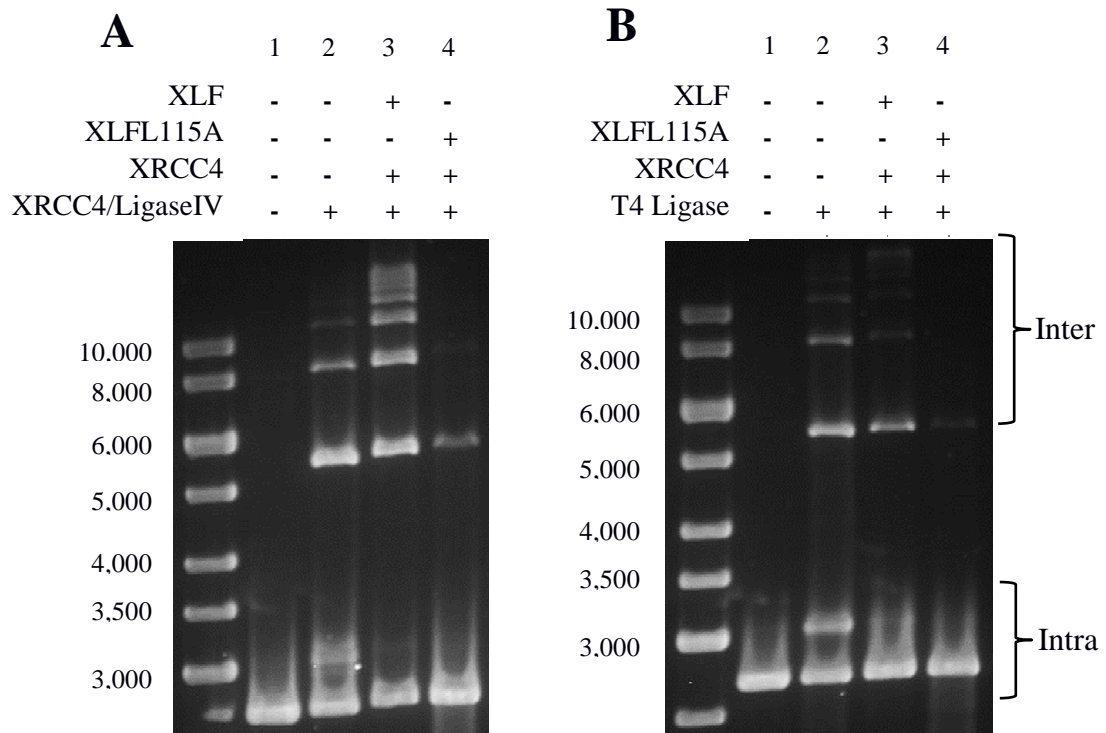 A
1 2 3 4
XLF - - + -
XLFL115A - - - +
XRCC4 - - + +
XRCC4/LigaseIV - + + +
10.000
8,000
6,000
5,000
4,000
3,500
3,000
B
1 2 3 4
XLF - - + -
XLFL115A - - - +
XRCC4 - - + +
T4 Ligase - + + +
10.000
8,000
6,000
5,000
4,000
3,500
3,000
Inter
Intra